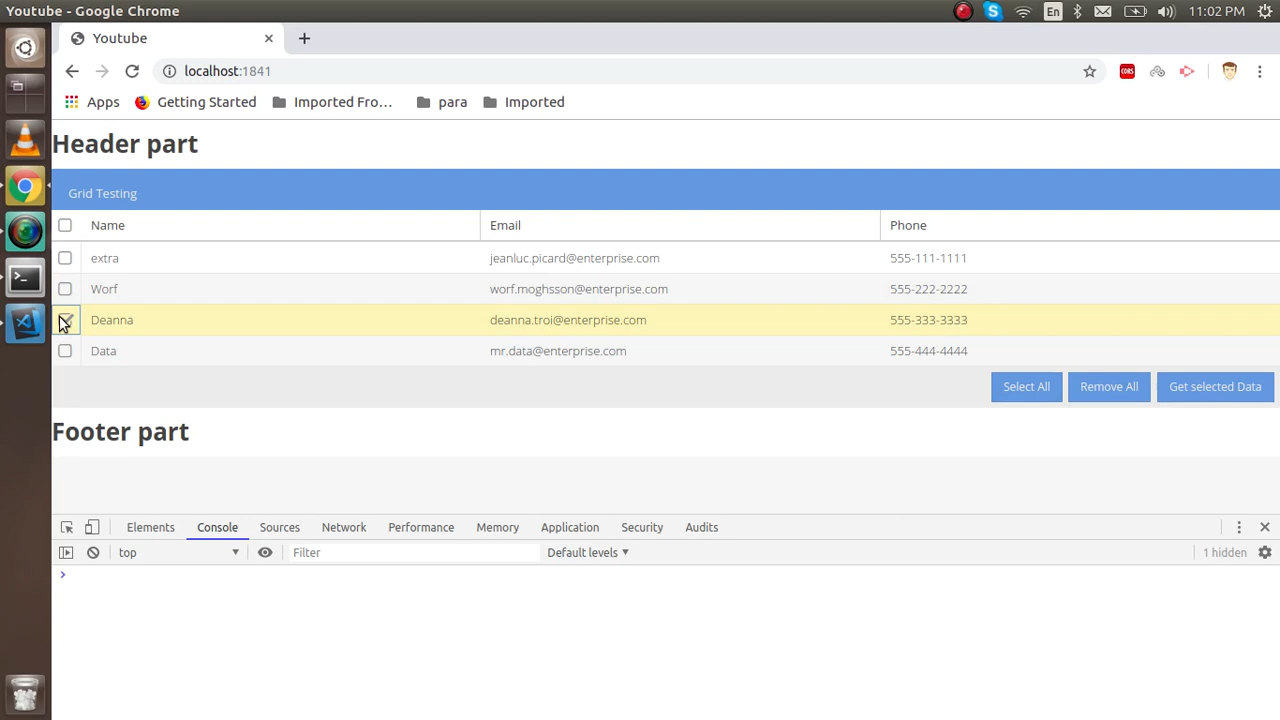 Youtube - Google Chrome
En
11:02 PM
Youtube
localhost:1841
CORS
Apps
Getting Started
Imported Fro...
para
Imported
Header part
Grid Testing
Name Email Phone
extra jeanluc.picard@enterprise.com 555-111-1111
Worf worf.moghsson@enterprise.com 555-222-2222
Deanna deanna.troi@enterprise.com 555-333-3333
Data mr.data@enterprise.com 555-444-4444
Select All Remove All Get selected Data
Footer part
Elements Console Sources Network Performance Memory Application Security Audits
top Filter Default levels 1 hidden